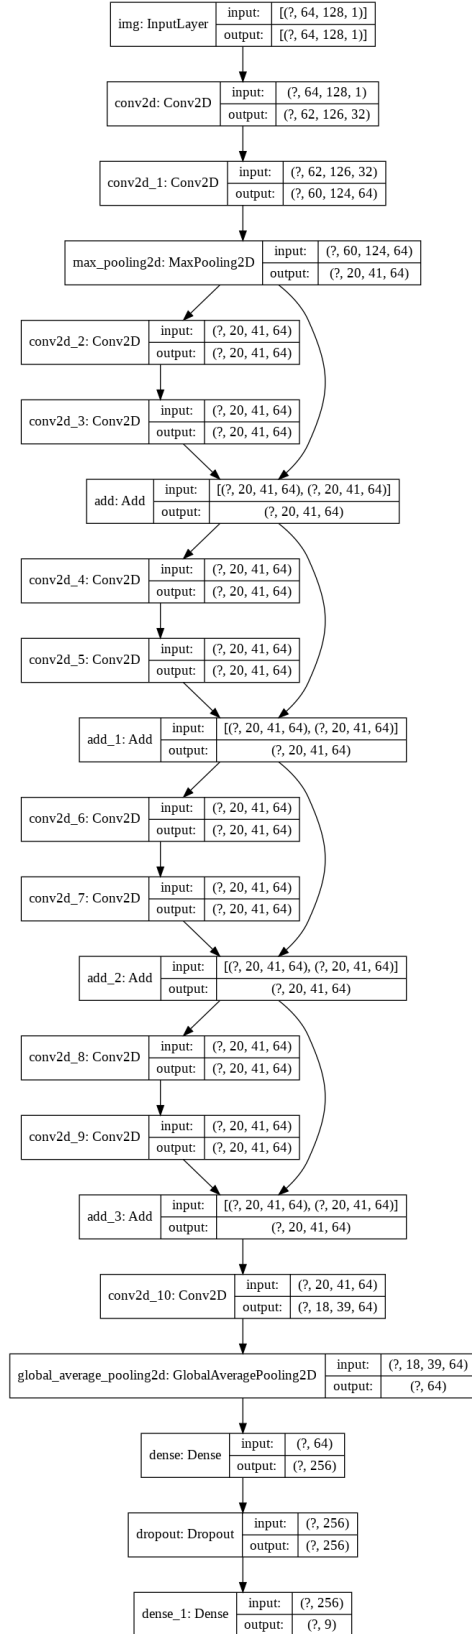 img: InputLayer
input: [(?, 64, 128, 1)]
output: [(?, 64, 128, 1)]
conv2d: Conv2D
input: (?, 64, 128, 1)
output: (?, 62, 126, 32)
conv2d_1: Conv2D
input: (?, 62, 126, 32)
output: (?, 60, 124, 64)
max_pooling2d: MaxPooling2D
input: (?, 60, 124, 64)
output: (?, 20, 41, 64)
conv2d_2: Conv2D
input: (?, 20, 41, 64)
output: (?, 20, 41, 64)
conv2d_3: Conv2D
input: (?, 20, 41, 64)
output: (?, 20, 41, 64)
add: Add
input: [(?, 20, 41, 64), (?, 20, 41, 64)]
output: (?, 20, 41, 64)
conv2d_4: Conv2D
input: (?, 20, 41, 64)
output: (?, 20, 41, 64)
conv2d_5: Conv2D
input: (?, 20, 41, 64)
output: (?, 20, 41, 64)
add_1: Add
input: [(?, 20, 41, 64), (?, 20, 41, 64)]
output: (?, 20, 41, 64)
conv2d_6: Conv2D
input: (?, 20, 41, 64)
output: (?, 20, 41, 64)
conv2d_7: Conv2D
input: (?, 20, 41, 64)
output: (?, 20, 41, 64)
add_2: Add
input: [(?, 20, 41, 64), (?, 20, 41, 64)]
output: (?, 20, 41, 64)
conv2d_8: Conv2D
input: (?, 20, 41, 64)
output: (?, 20, 41, 64)
conv2d_9: Conv2D
input: (?, 20, 41, 64)
output: (?, 20, 41, 64)
add_3: Add
input: [(?, 20, 41, 64), (?, 20, 41, 64)]
output: (?, 20, 41, 64)
conv2d_10: Conv2D
input: (?, 20, 41, 64)
output: (?, 18, 39, 64)
global_average_pooling2d: GlobalAveragePooling2D
input: (?, 18, 39, 64)
output: (?, 64)
dense: Dense
input: (?, 64)
output: (?, 256)
dropout: Dropout
input: (?, 256)
output: (?, 256)
dense_1: Dense
input: (?, 256)
output: (?, 9)